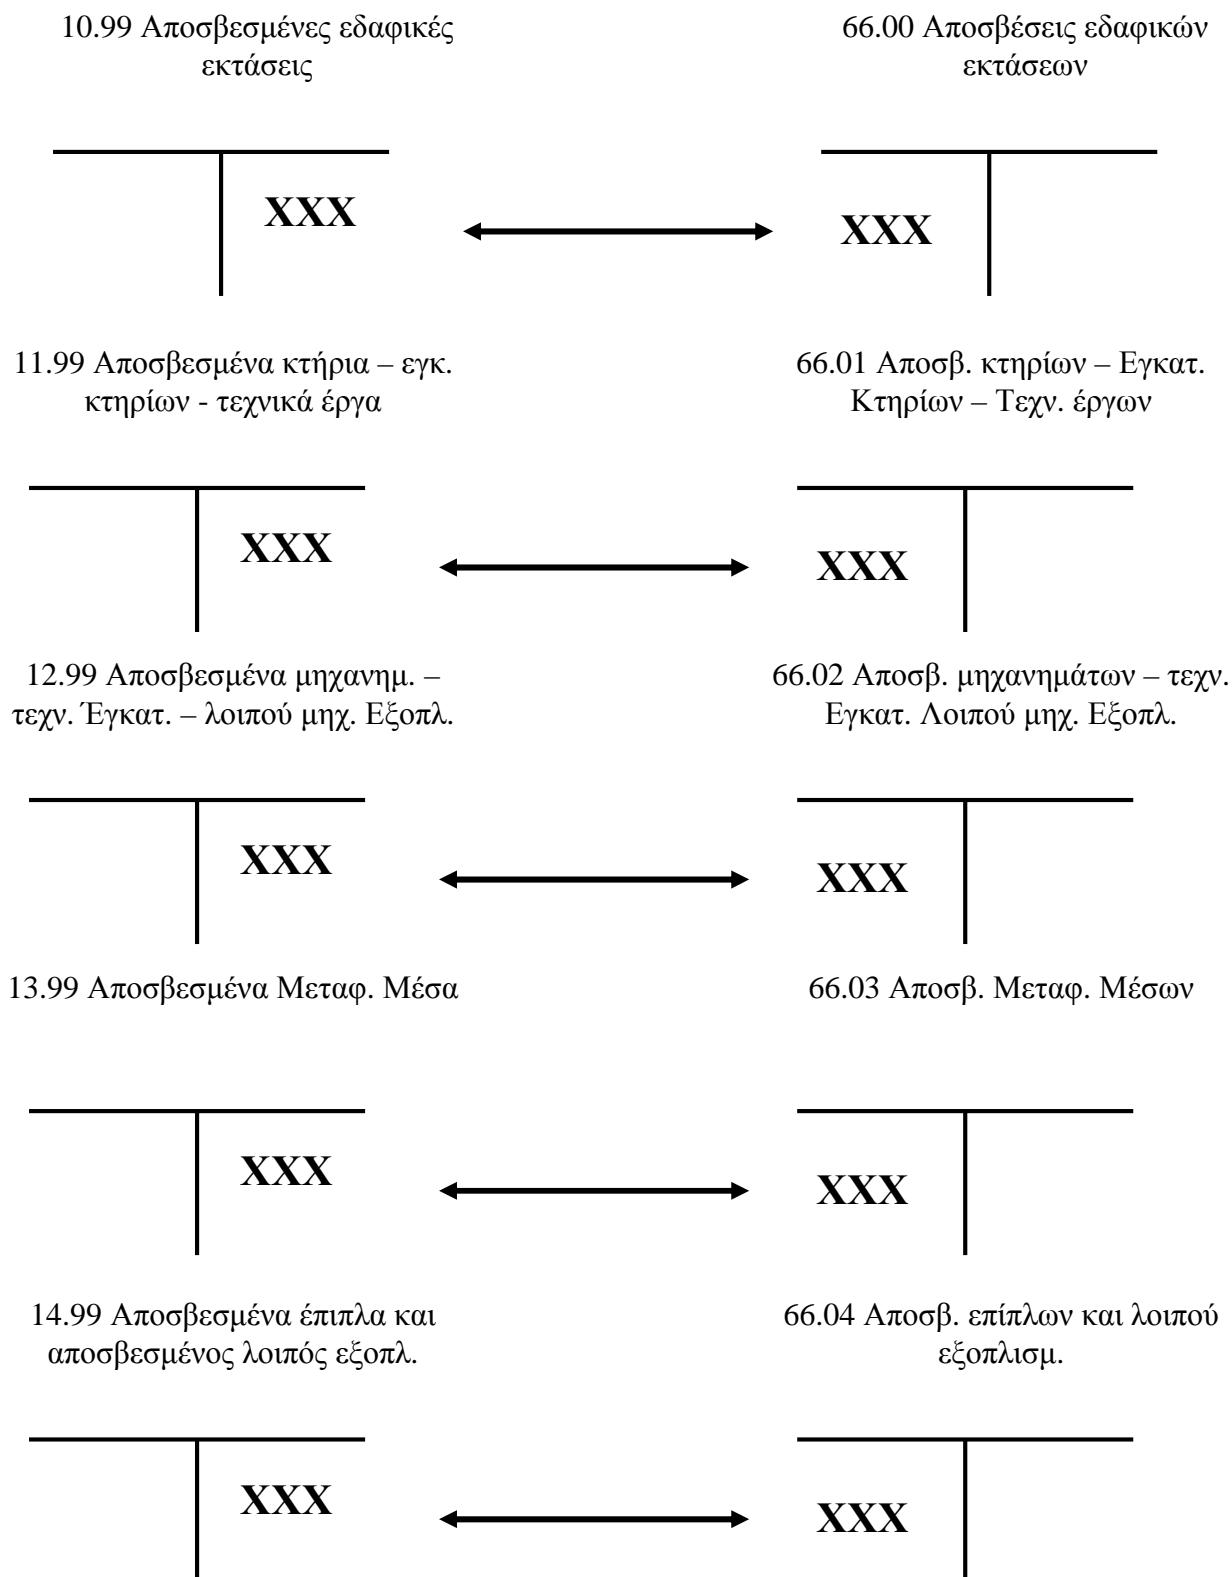 10.99 Αποσβεσμένες εδαφικές
εκτάσεις
66.00 Αποσβέσεις εδαφικών
εκτάσεων
XXX
XXX
11.99 Αποσβεσμένα κτήρια – εγκ.
κτηρίων - τεχνικά έργα
66.01 Αποσβ. κτηρίων – Εγκατ.
Κτηρίων – Τεχν. έργων
XXX
XXX
12.99 Αποσβεσμένα μηχανημ. –
τεχν. Έγκατ. – λοιπού μηχ. Εξοπλ.
66.02 Αποσβ. μηχανημάτων – τεχν.
Εγκατ. Λοιπού μηχ. Εξοπλ.
XXX
XXX
13.99 Αποσβεσμένα Μεταφ. Μέσα
66.03 Αποσβ. Μεταφ. Μέσων
XXX
XXX
14.99 Αποσβεσμένα έπιπλα και
αποσβεσμένος λοιπός εξοπλ.
66.04 Αποσβ. επίπλων και λοιπού
εξοπλισμ.
XXX
XXX